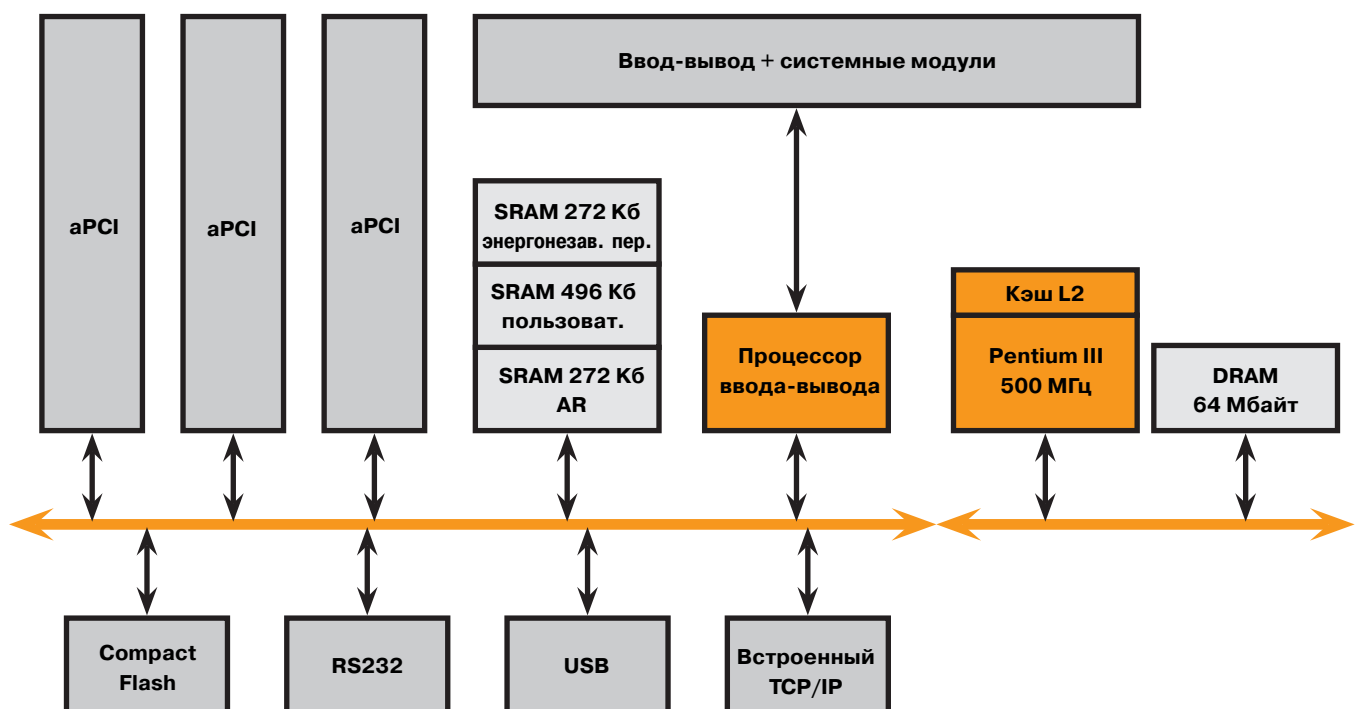 Ввод-вывод + системные модули
aPCI
aPCI
aPCI
SRAM 272 Кб
энергонезав. пер.
SRAM 496 Кб
пользоват.
SRAM 272 Кб
AR
Процессор
ввода-вывода
Кэш L2
Pentium III
500 МГц
DRAM
64 Мбайт
Compact
Flash
RS232
USB
Встроенный
TCP/IP